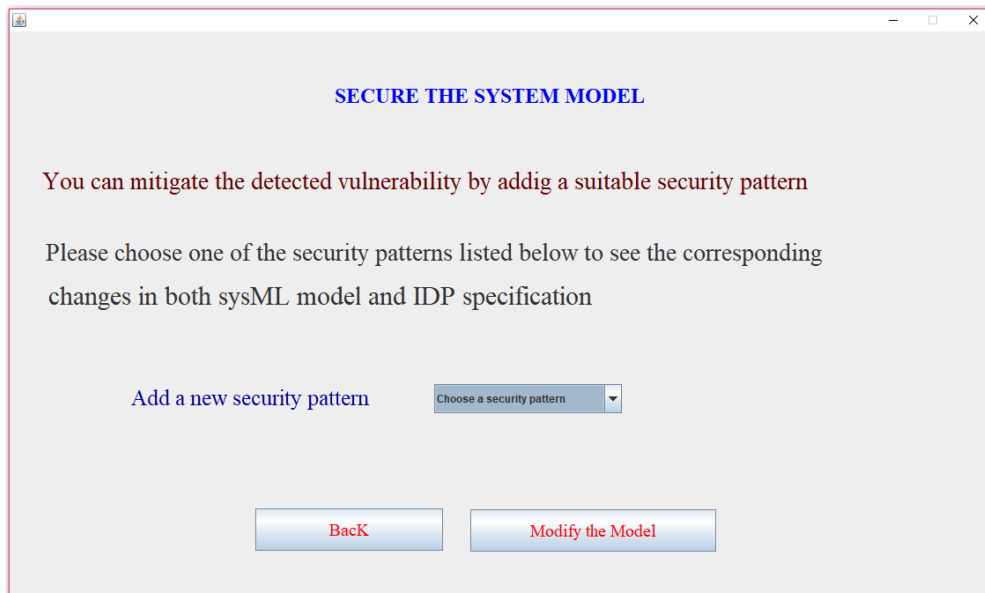 SECURE THE SYSTEM MODEL
You can mitigate the detected vulnerability by addig a suitable security pattern
Please choose one of the security patterns listed below to see the corresponding
changes in both sysML model and IDP specification
Add a new security pattern
Choose a security pattern
BacK
Modify the Model